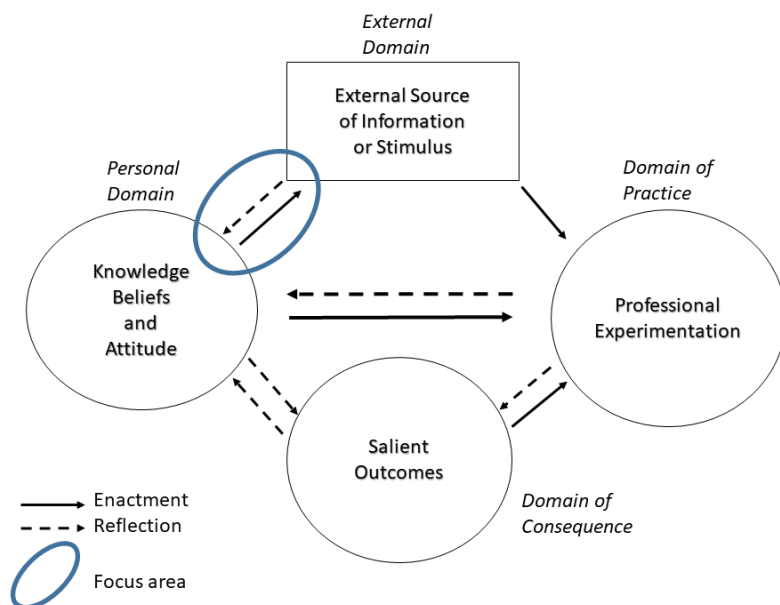 External
Domain
External Source
of Information
or Stimulus
Personal
Domain
Domain of
Practice
Knowledge
Beliefs
and
Attitude
Professional
Experimentation
Salient
Outcomes
Domain of
Consequence
Enactment
Reflection
Focus area